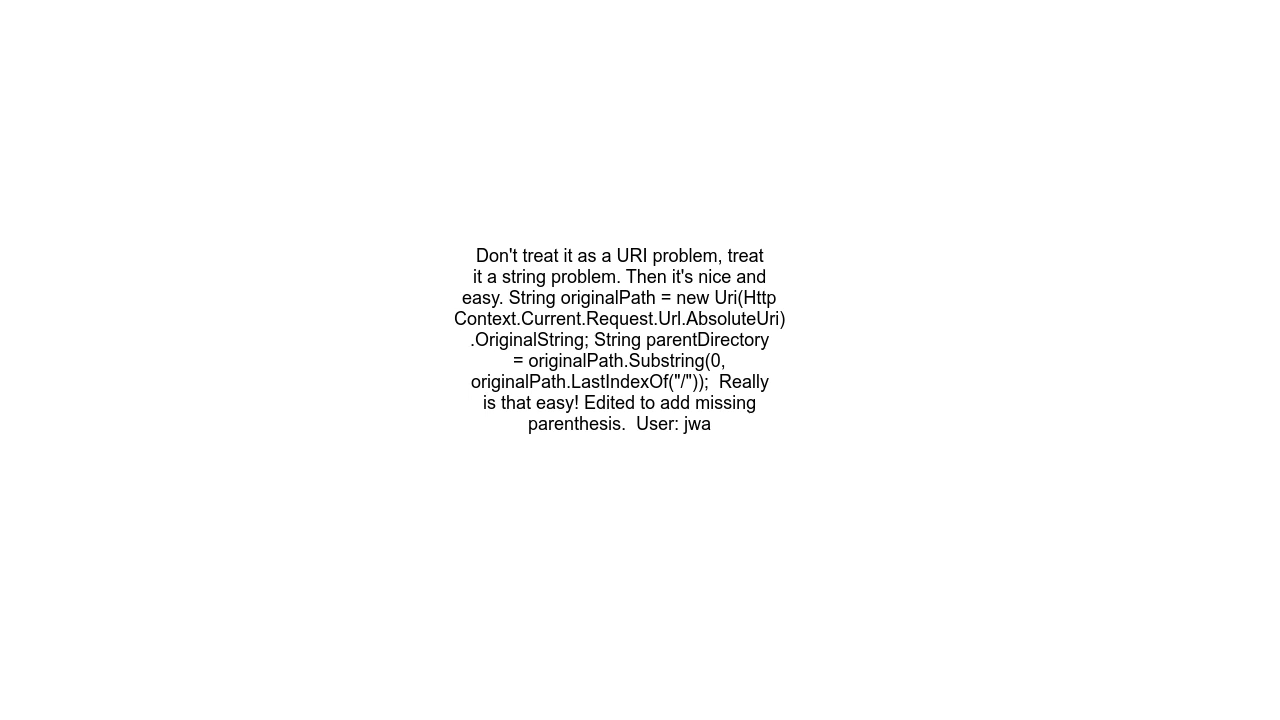 Don't treat it as a URI problem, treat
it a string problem. Then it's nice and
easy. String originalPath = new Uri(Http
Context.Current.Request.Url.AbsoluteUri)
.OriginalString; String parentDirectory
= originalPath.Substring(0,
originalPath.LastIndexOf("/"));  Really
is that easy! Edited to add missing
parenthesis.  User: jwa